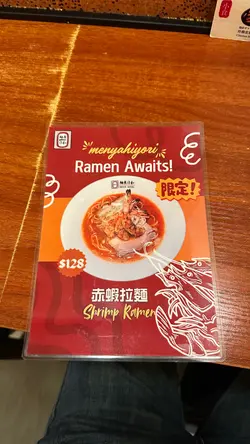 menyahiyori
Ramen Awaits!
限定!
$128
赤蝦拉麵
Shrimp Ramen